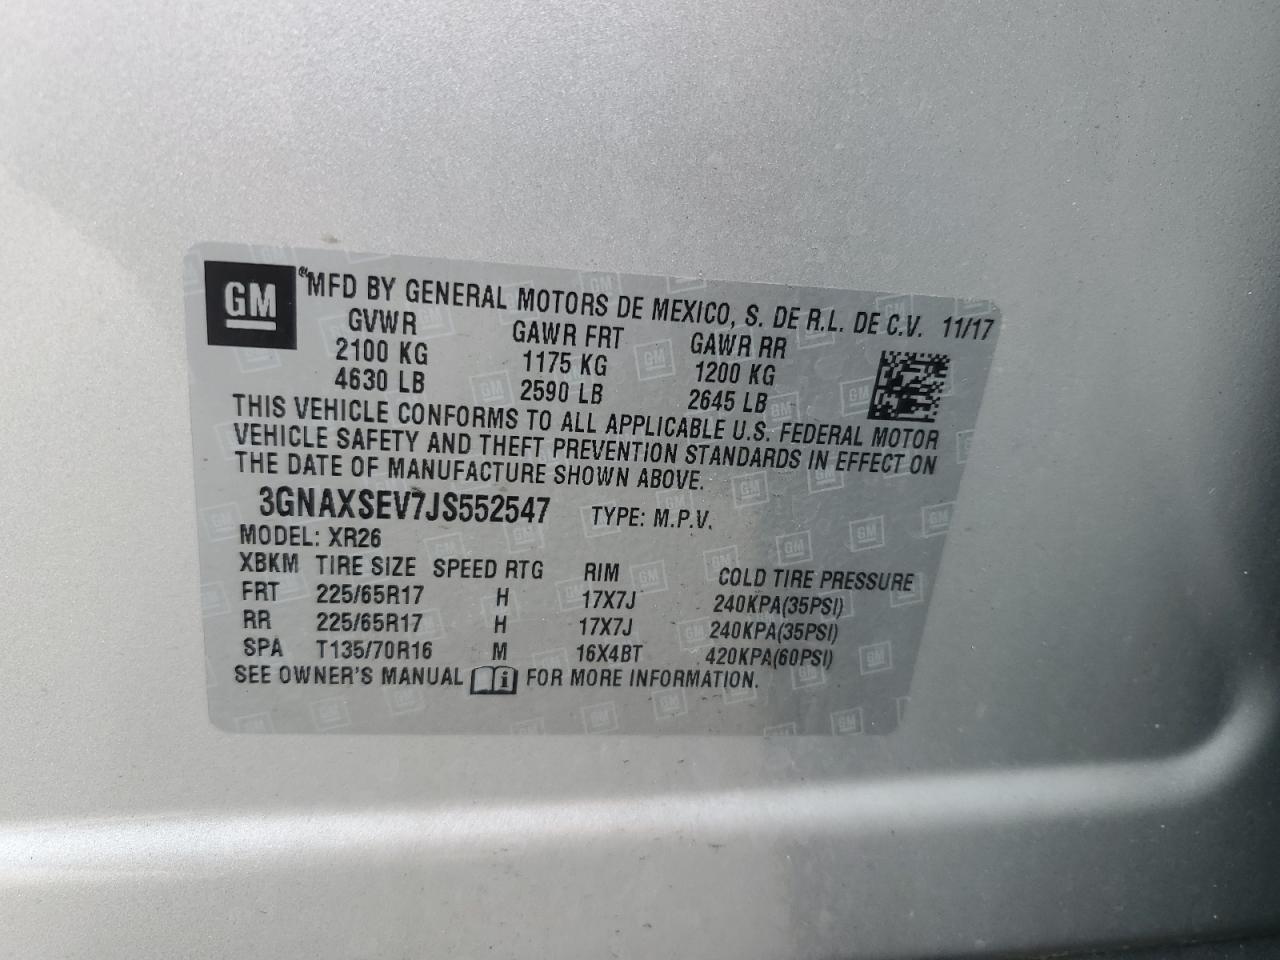 GM
® MFD BY GENERAL MOTORS DE MEXICO, S. DE R.L. DE C.V. 11/17
GVWR GAWR FRT GAWR RR
2100 KG 1175 KG 1200 KG
4630 LB 2590 LB 2645 LB
THIS VEHICLE CONFORMS TO ALL APPLICABLE U.S. FEDERAL MOTOR
VEHICLE SAFETY AND THEFT PREVENTION STANDARDS IN EFFECT ON
THE DATE OF MANUFACTURE SHOWN ABOVE.
3GNAXSEV7JS552547 TYPE: M.P.V.
MODEL: XR26
XBKM TIRE SIZE SPEED RTG RIM COLD TIRE PRESSURE
FRT 225/65R17 H 17X7J 240KPA(35PSI)
RR 225/65R17 H 17X7J 240KPA(35PSI)
SPA T135/70R16 M 16X4BT 420KPA(60PSI)
SEE OWNER'S MANUAL i FOR MORE INFORMATION.